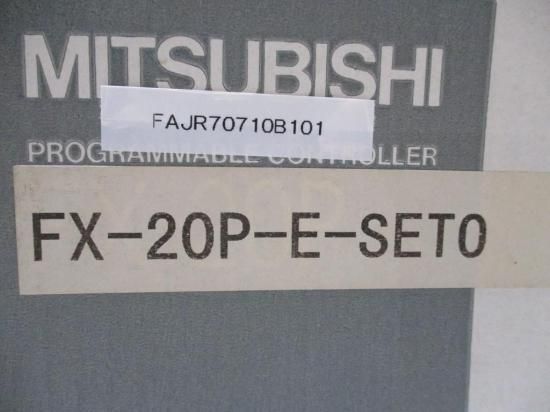 MITSUBISHI
FAJR70710B101
PROGRAMMABLE CONTROLLER
FX-20P-E-SET0